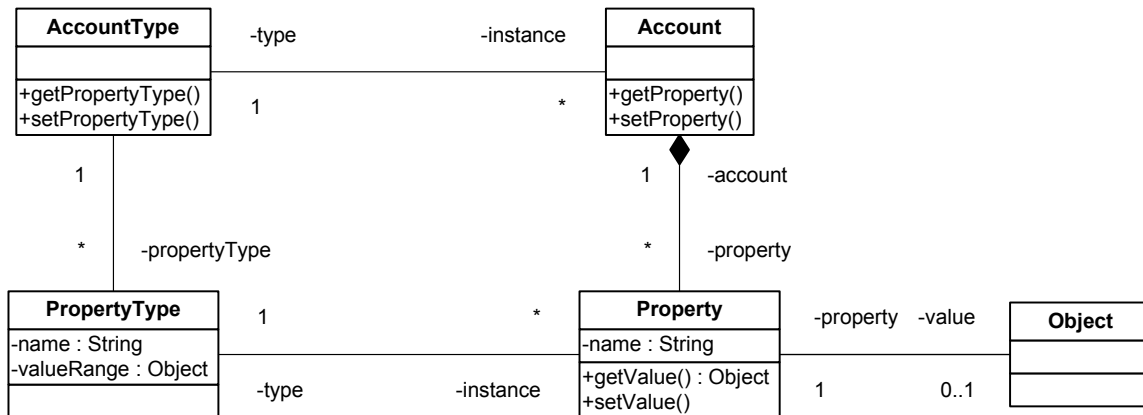 AccountType
-type
-instance
Account
+getPropertyType()
+setPropertyType()
1
*
+getProperty()
+setProperty()
1
1
-account
*
-propertyType
*
-property
PropertyType
1
*
Property
-property
-value
Object
-name : String
-valueRange : Object
-name : String
-type
-instance
+getValue() : Object
+setValue()
1
0..1